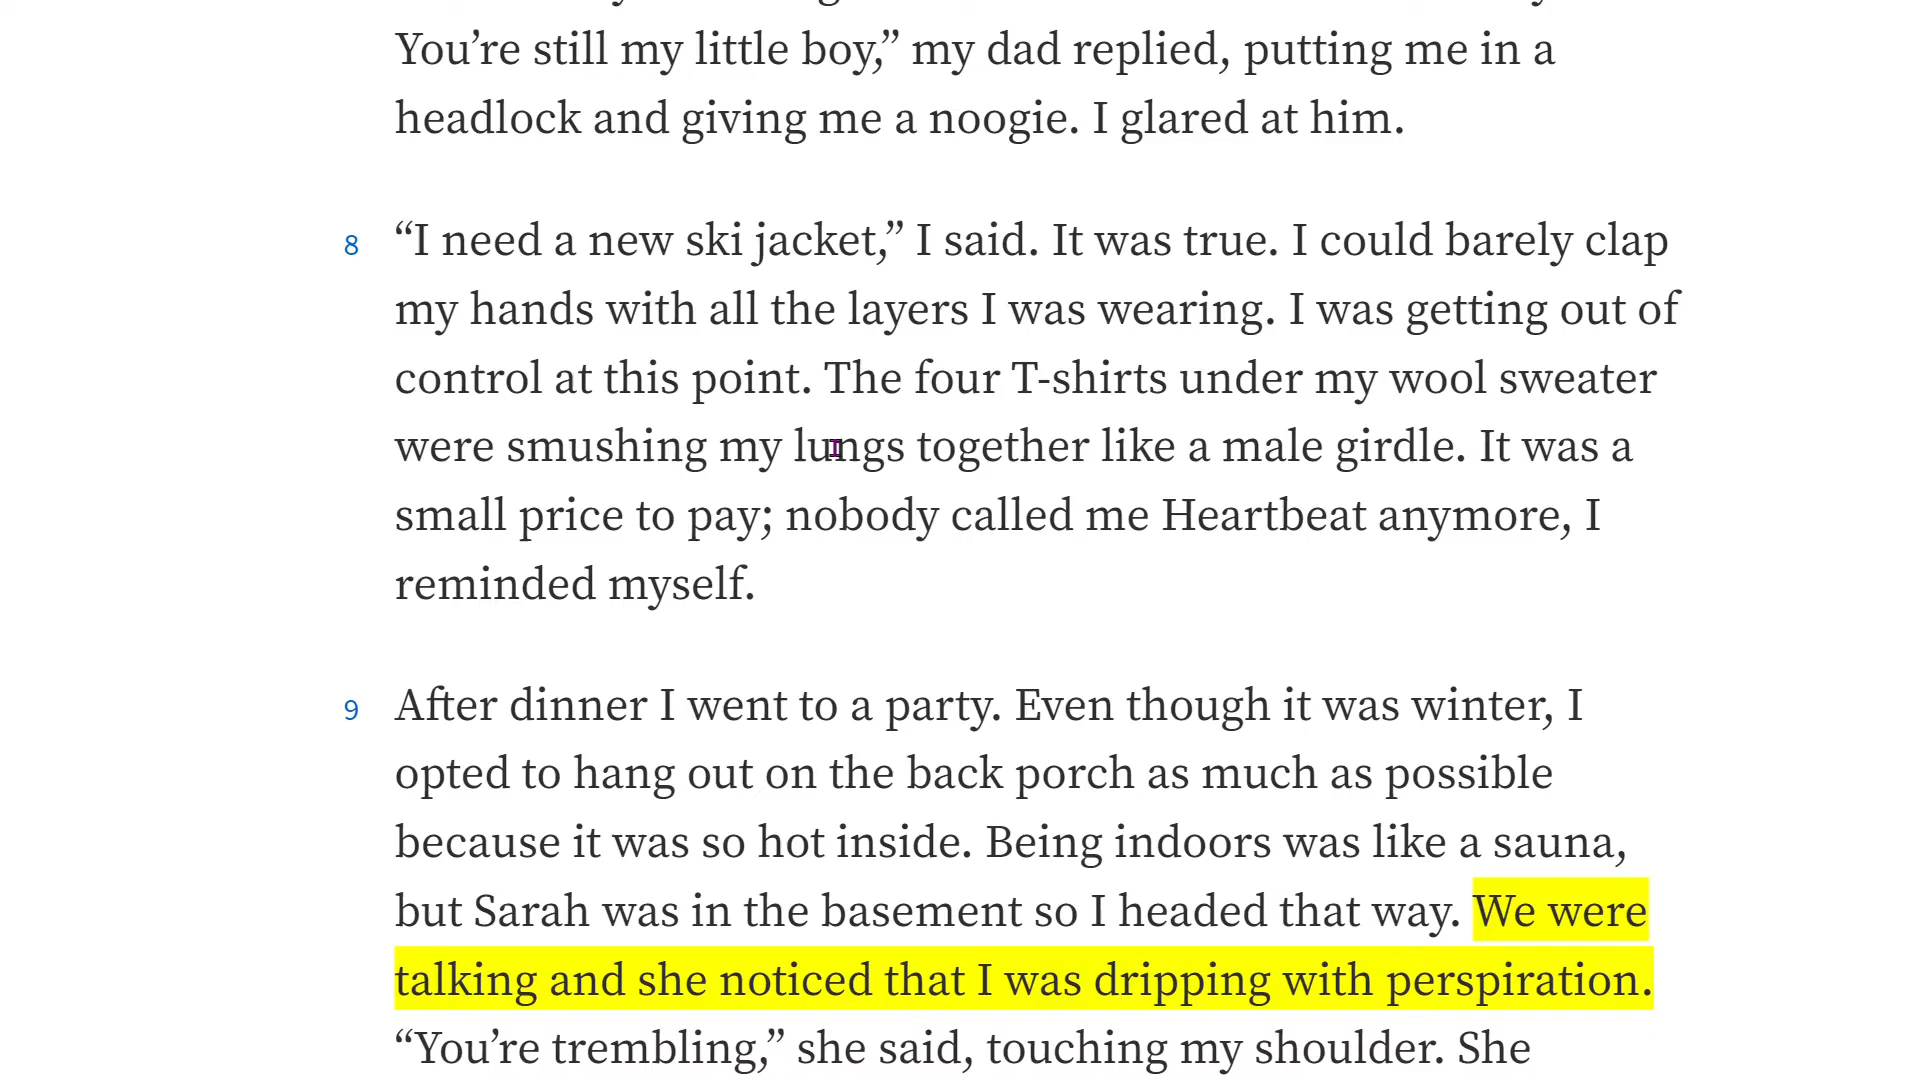 You’re still my little boy,” my dad replied, putting me in a
headlock and giving me a noogie. I glared at him.
8 “I need a new ski jacket,” I said. It was true. I could barely clap
my hands with all the layers I was wearing. I was getting out of
control at this point. The four T-shirts under my wool sweater
were smushing my lungs together like a male girdle. It was a
small price to pay; nobody called me Heartbeat anymore, I
reminded myself.
9 After dinner I went to a party. Even though it was winter, I
opted to hang out on the back porch as much as possible
because it was so hot inside. Being indoors was like a sauna,
but Sarah was in the basement so I headed that way. We were
talking and she noticed that I was dripping with perspiration.
“You’re trembling,” she said, touching my shoulder. She